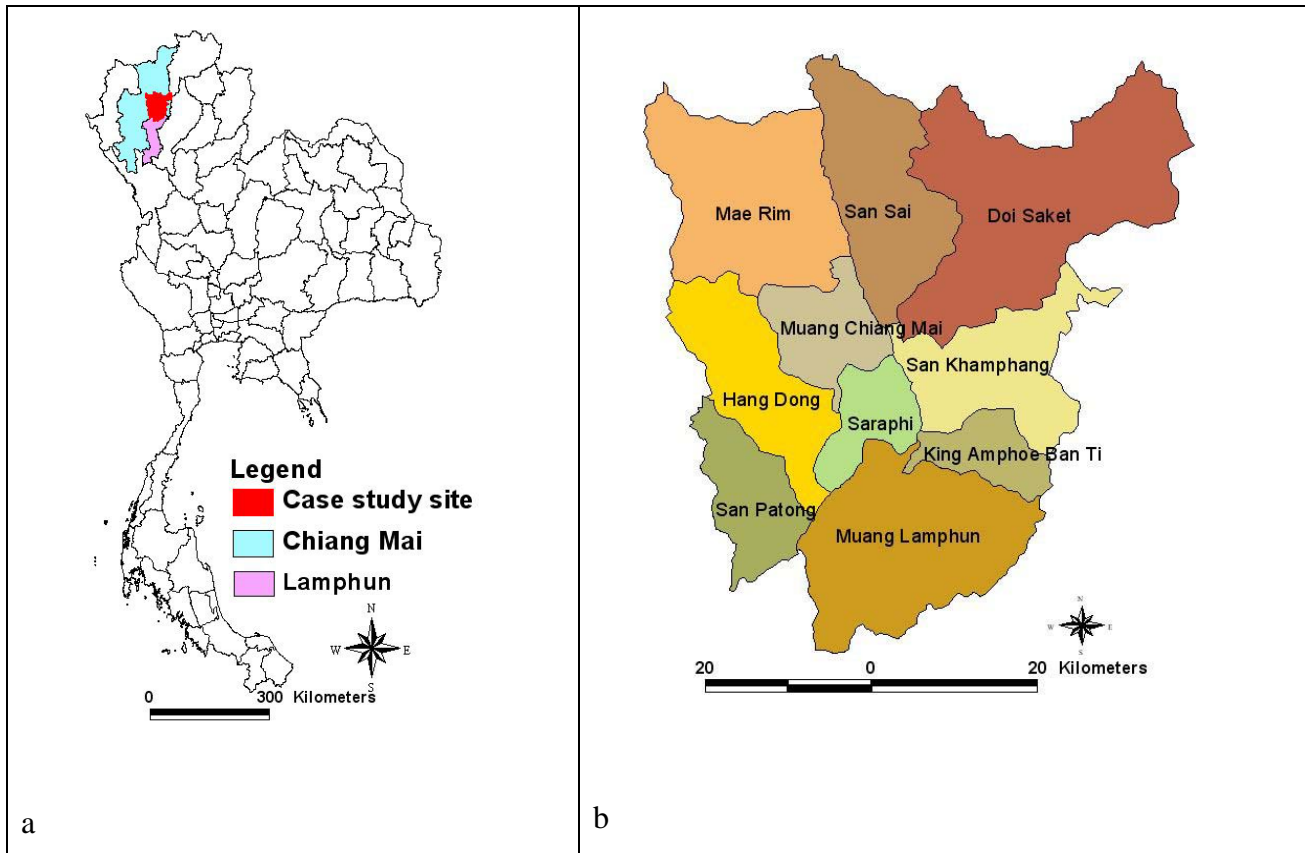 Legend
Case study site
Chiang Mai
Lamphun
N
W E
S
0 300 Kilometers
a
Mae Rim
San Sai
Doi Saket
Muang Chiang Mai
San Khamphang
Hang Dong
Saraphi
King Amphoe Ban Ti
San Patong
Muang Lamphun
N
W E
S
20 0 20 Kilometers
b